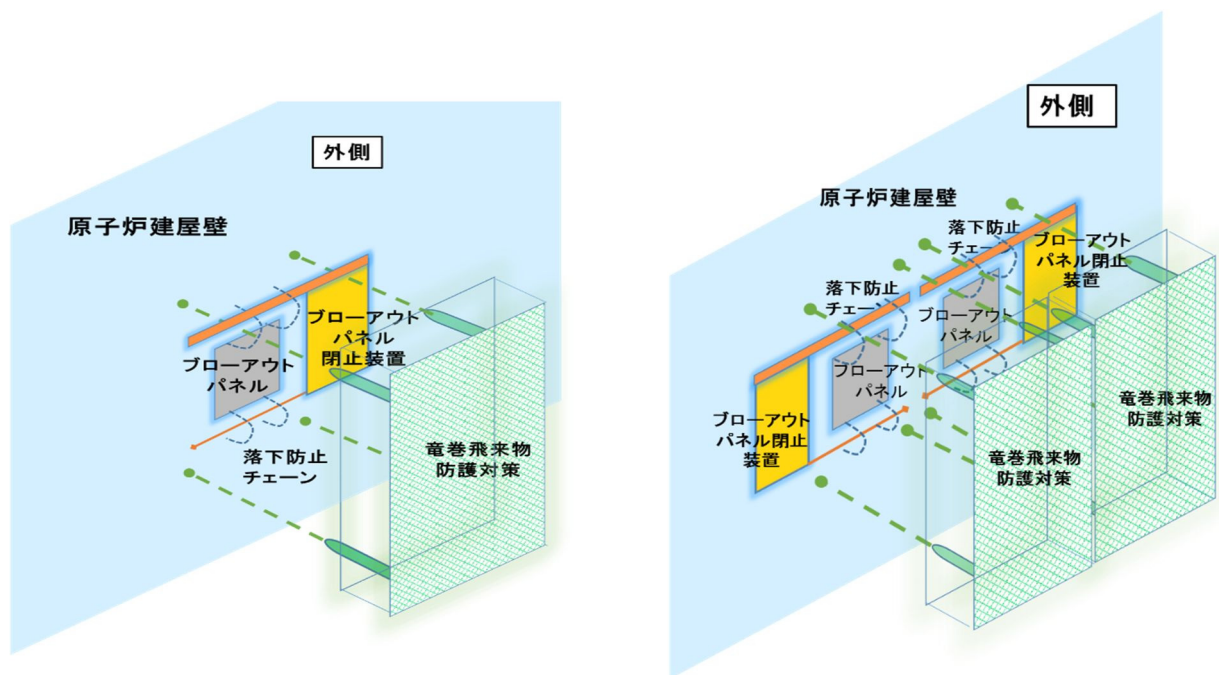 外側
原子炉建屋壁
ブローアウト
パネル
閉止装置
ブローアウト
パネル
落下防止
チェーン
竜巻飛来物
防護対策
外側
原子炉建屋壁
落下防止
チェーン
ブローアウト
パネル閉止
装置
落下防止
チェーン
ブローアウト
パネル
ブローアウト
パネル
ブローアウト
パネル閉止
装置
竜巻飛来物
防護対策
竜巻飛来物
防護対策